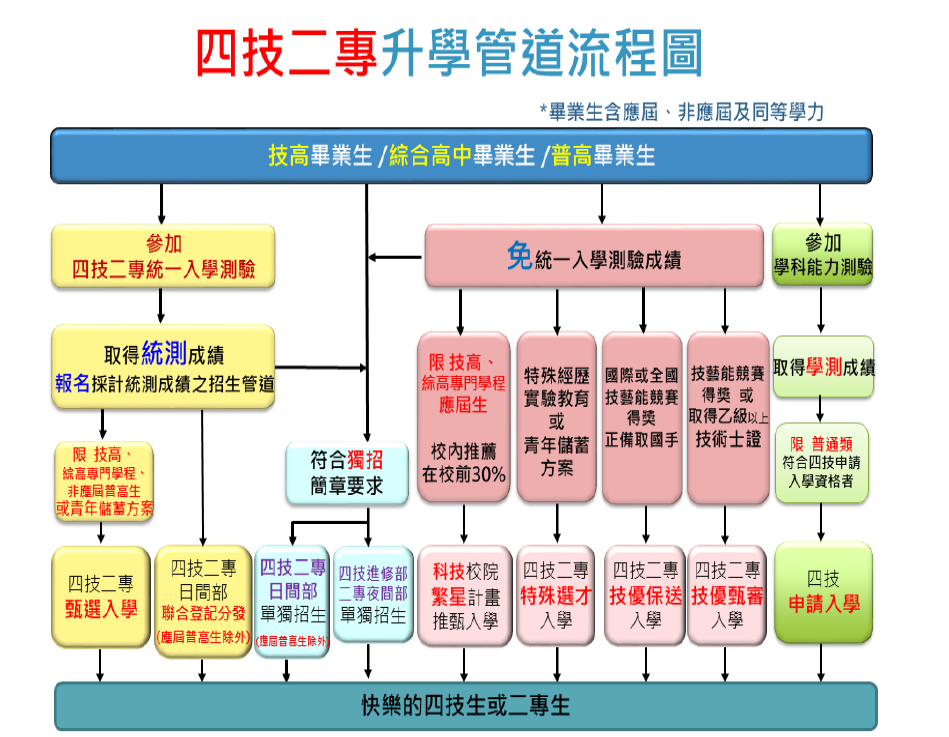 四技二專升學管道流程圖
*畢業生含應屆、非應屆及同等學力
技高畢業生 /綜合高中畢業生 /普高畢業生
參加
四技二專統一入學測驗
免統一入學測驗成績
參加
學科能力測驗
取得統測成績
報名採計統測成績之招生管道
限 技高、
綜高專門學程
應屆生
校內推薦
在校前30%
特殊經歷
實驗教育
或
青年儲蓄
方案
國際或全國
技藝能競賽
得獎
正備取國手
技藝能競賽
得獎 或
取得乙級以上
技術士證
取得學測成績
限 技高、
綜高專門學程、
非應屆普高生
或青年儲蓄方案
符合獨招
簡章要求
限 普通類
符合四技申請
入學資格者
四技二專
甄選入學
四技二專
日間部
聯合登記分發
(應屆普高生除外)
四技二專
日間部
單獨招生
(應屆普高生除外)
四技進修部
二專夜間部
單獨招生
科技校院
繁星計畫
推甄入學
四技二專
特殊選才
入學
四技二專
技優保送
入學
四技二專
技優甄審
入學
四技
申請入學
快樂的四技生或二專生